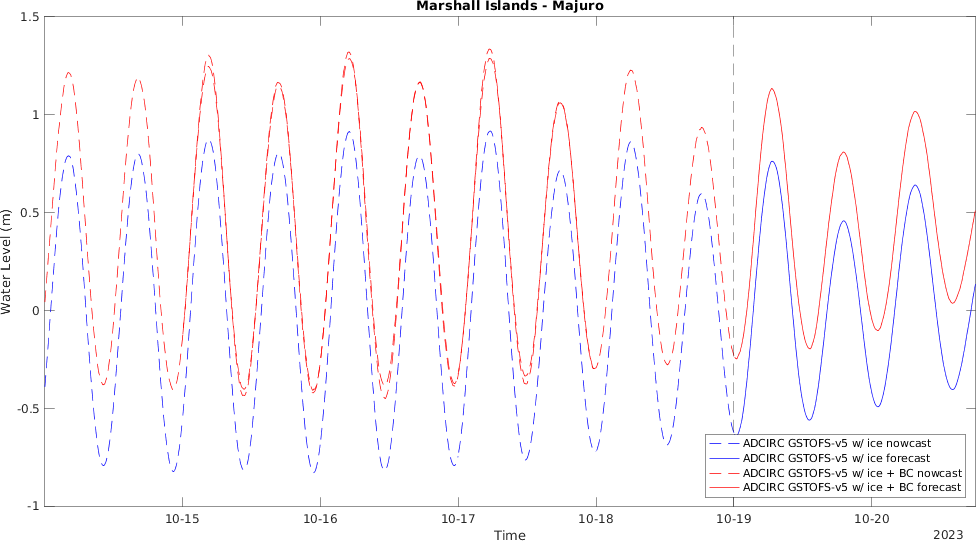 Marshall Islands - Majuro
1.5
1
0.5
0
-0.5
-1
Water Level (m)
10-15
10-16
10-17
10-18
10-19
10-20
Time
2023
ADCIRC GSTOFS-v5 w/ ice nowcast
ADCIRC GSTOFS-v5 w/ ice forecast
ADCIRC GSTOFS-v5 w/ ice + BC nowcast
ADCIRC GSTOFS-v5 w/ ice + BC forecast